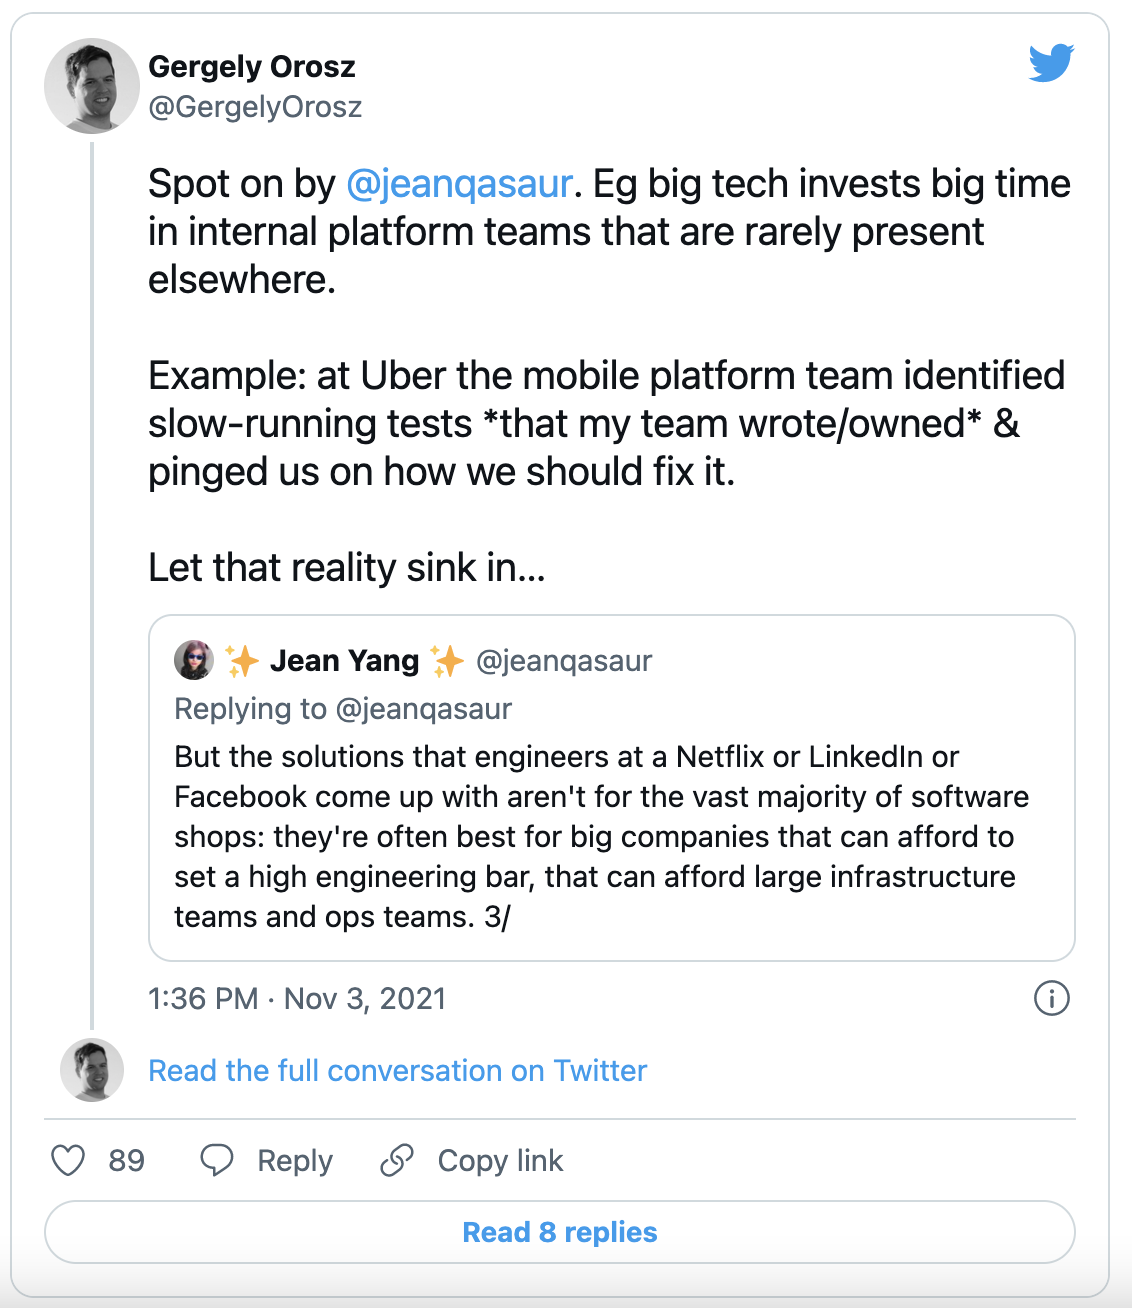 Gergely Orosz
@GergelyOrosz
Spot on by @jeanqasaur. Eg big tech invests big time
in internal platform teams that are rarely present
elsewhere.
Example: at Uber the mobile platform team identified
slow-running tests *that my team wrote/owned* &
pinged us on how we should fix it.
Let that reality sink in...
✨ Jean Yang ✨ @jeanqasaur
Replying to @jeanqasaur
But the solutions that engineers at a Netflix or LinkedIn or
Facebook come up with aren't for the vast majority of software
shops: they're often best for big companies that can afford to
set a high engineering bar, that can afford large infrastructure
teams and ops teams. 3/
1:36 PM · Nov 3, 2021
Read the full conversation on Twitter
89 Reply Copy link
Read 8 replies